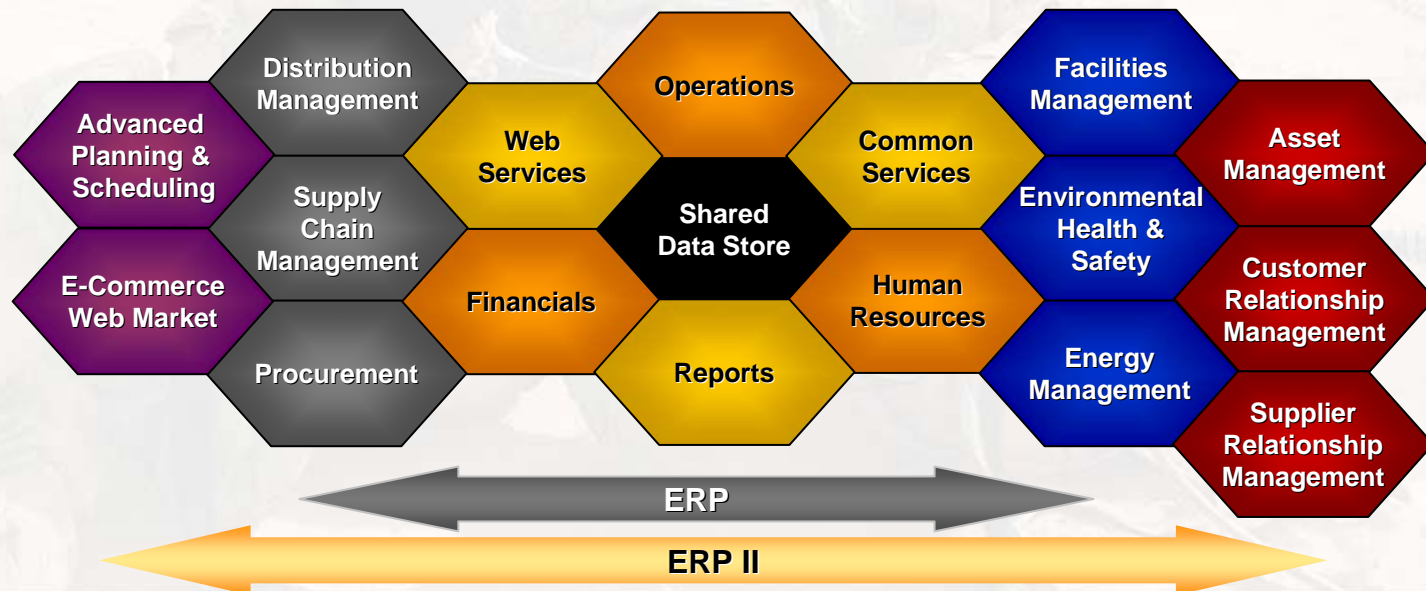 Advanced
Planning &
Scheduling
E-Commerce
Web Market
Distribution
Management
Supply
Chain
Management
Procurement
Web
Services
Financials
Operations
Shared
Data Store
Reports
Common
Services
Human
Resources
Facilities
Management
Environmental
Health &
Safety
Energy
Management
Asset
Management
Customer
Relationship
Management
Supplier
Relationship
Management
ERP
ERP II